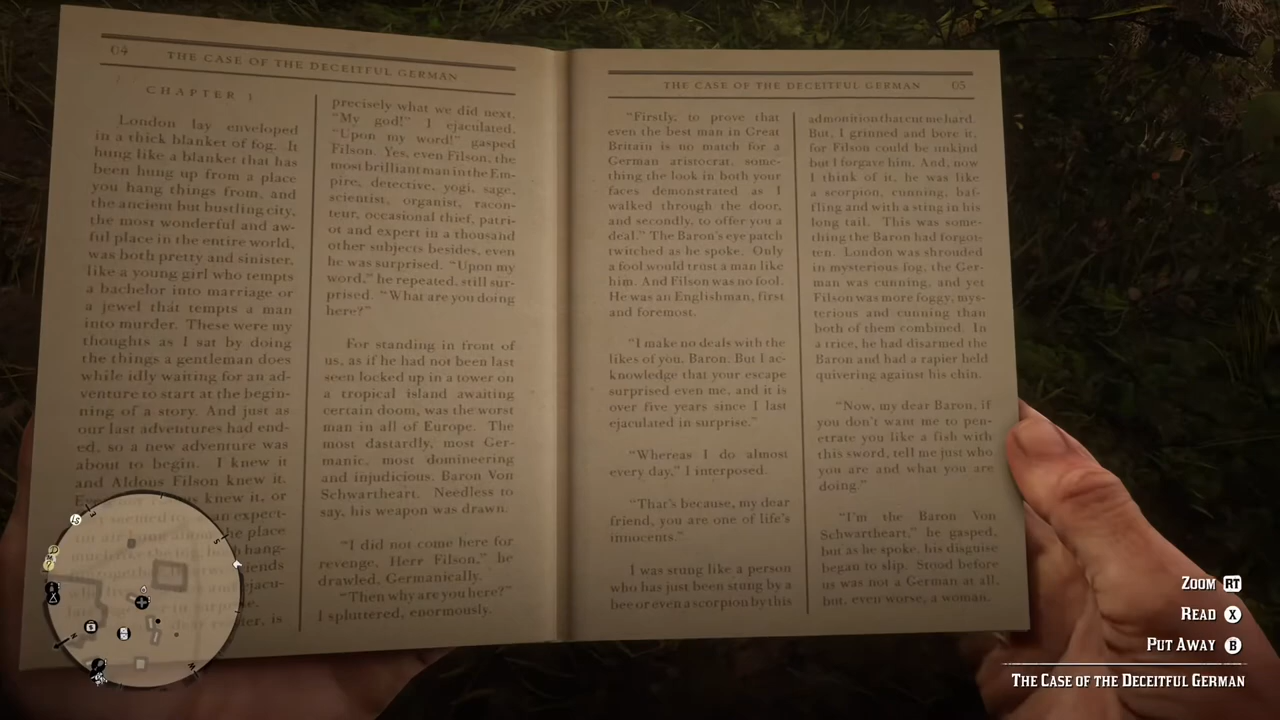 04 THE CASE OF THE DECEITFUL GERMAN
CHAPTER 1
London lay enveloped
in a thick blanket of fog. It
hung like a blanket that has
been hung up from a place
you hang things from, and
the ancient but bustling city,
the most wonderful and aw-
ful place in the entire world,
was both pretty and sinister,
like a young girl who tempts
a bachelor into marriage or
a jewel that tempts a man
into murder. These were my
thoughts as I sat by doing
the things a gentleman does
while idly waiting for an ad-
venture to start at the begin-
ning of a story. And just as
our last adventures had end-
ed, so a new adventure was
about to begin. I knew it
and Aldous Filson knew it.
knew it, or
seemed to an expect-
place
hang-
precisely what we did next.
"My god!" I ejaculated.
"Upon my word!" gasped
Filson. Yes, even Filson, the
most brilliant man in the Em-
pire, detective, yogi, sage,
scientist, organist, racon-
teur, occasional thief, patri-
ot and expert in a thousand
other subjects besides, even
he was surprised. "Upon my
word," he repeated, still sur-
prised. "What are you doing
here?"
For standing in front of
us, as if he had not been last
seen locked up in a tower on
a tropical island awaiting
certain doom, was the worst
man in all of Europe. The
most dastardly, most Ger-
manic, most domineering
and injudicious. Baron Von
Schwartheart. Needless to
say, his weapon was drawn.
"I did not come here for
revenge, Herr Filson," he
drawled, Germanically.
"Then why are you here?"
I spluttered, enormously.
THE CASE OF THE DECEITFUL GERMAN 05
"Firstly, to prove that
even the best man in Great
Britain is no match for a
German aristocrat, some-
thing the look in both your
faces demonstrated as I
walked through the door,
and secondly, to offer you a
deal." The Baron's eye patch
twitched as he spoke. Only
a fool would trust a man like
him. And Filson was no fool.
He was an Englishman, first
and foremost.
"I make no deals with the
likes of you, Baron. But I ac-
knowledge that your escape
surprised even me, and it is
over five years since I last
ejaculated in surprise."
"Whereas I do almost
every day," I interposed.
"That's because, my dear
friend, you are one of life's
innocents."
I was stung like a person
who has just been stung by a
bee or even a scorpion by this
admonition that cut me hard.
But, I grinned and bore it,
for Filson could be unkind
but I forgave him. And, now
I think of it, he was like
a scorpion, cunning, baf-
fling and with a sting in his
long tail. This was some-
thing the Baron had forgot-
ten. London was shrouded
in mysterious fog, the Ger-
man was cunning, and yet
Filson was more foggy, mys-
terious and cunning than
both of them combined. In
a trice, he had disarmed the
Baron and had a rapier held
quivering against his chin.
"Now, my dear Baron, if
you don't want me to pen-
etrate you like a fish with
this sword, tell me just who
you are and what you are
doing."
"I'm the Baron Von
Schwartheart," he gasped,
but as he spoke, his disguise
began to slip. Stood before
us was not a German at all,
but, even worse, a woman.
ZOOM RT
READ X
PUT AWAY B
THE CASE OF THE DECEITFUL GERMAN